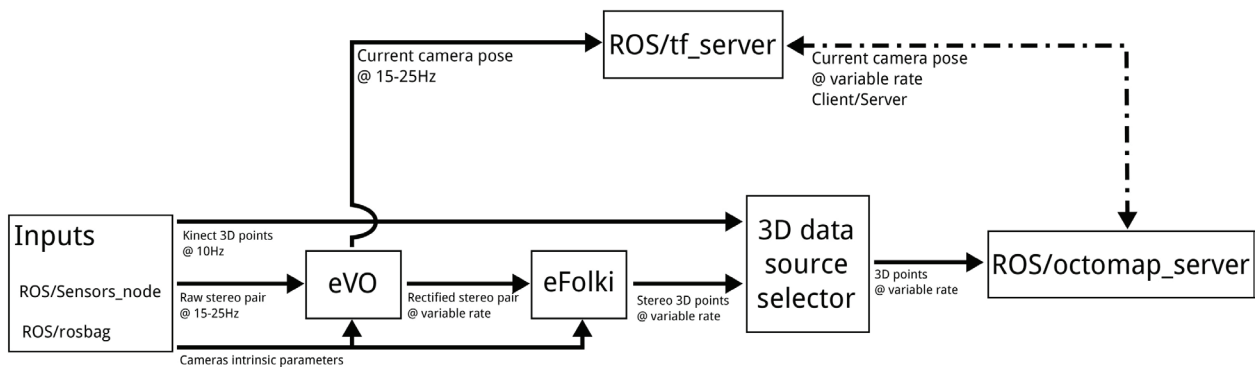 ROS/tf_server
Current camera pose
@ 15-25Hz
Current camera pose
@ variable rate
Client/Server
Inputs
ROS/Sensors_node
ROS/rosbag
Kinect 3D points
@ 10Hz
Raw stereo pair
@ 15-25Hz
Cameras intrinsic parameters
eVO
Rectified stereo pair
@ variable rate
eFolki
Stereo 3D points
@ variable rate
3D data
source
selector
3D points
@ variable rate
ROS/octomap_server